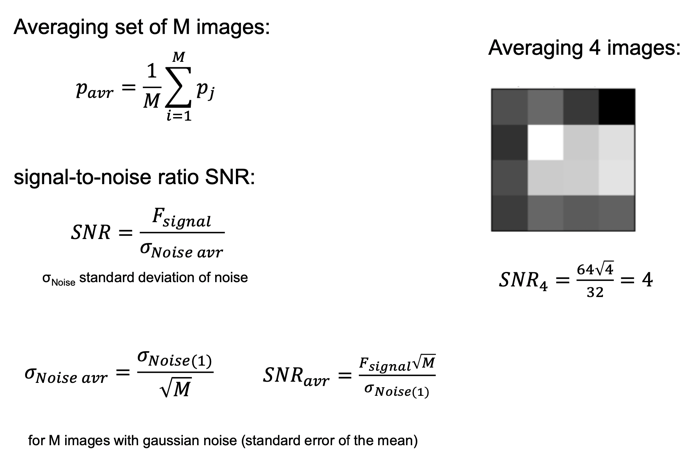 Averaging set of M images:
p_avr = 1/M ∑_{i=1}^{M} p_j
signal-to-noise ratio SNR:
SNR = F_signal / σ_Noise avr
σ_Noise standard deviation of noise
Averaging 4 images:
SNR_4 = 64√4 / 32 = 4
σ_Noise avr = σ_Noise(1) / √M
SNR_avr = F_signal√M / σ_Noise(1)
for M images with gaussian noise (standard error of the mean)